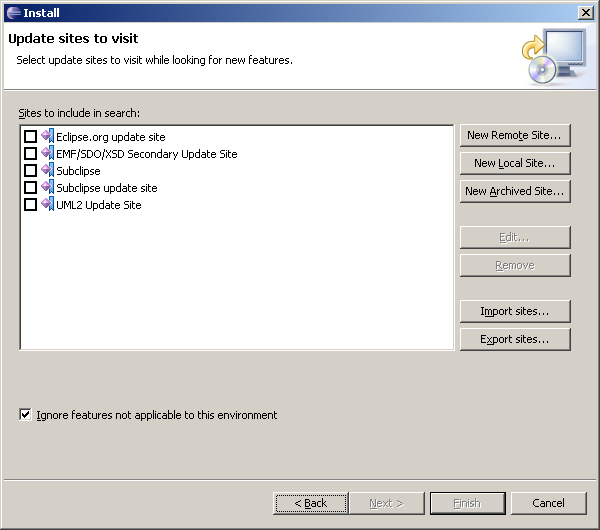 Install
Update sites to visit
Select update sites to visit while looking for new features.
Sites to include in search:
Eclipse.org update site
EMF/SDO/XSD Secondary Update Site
Subclipse
Subclipse update site
UML2 Update Site
New Remote Site...
New Local Site...
New Archived Site...
Edit...
Remove
Import sites...
Export sites...
Ignore features not applicable to this environment
< Back
Next >
Finish
Cancel